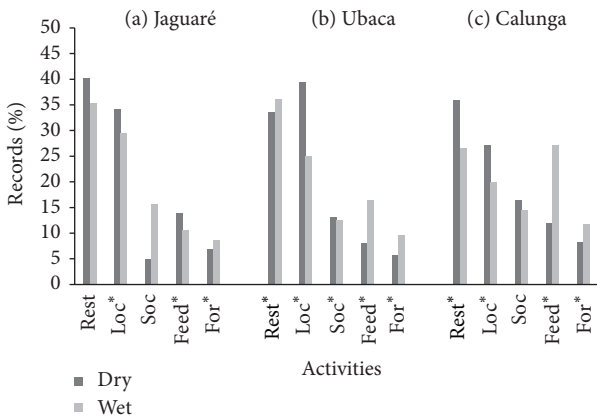 (a) Jaguaré
(b) Ubaca
(c) Calunga
Records (%)
50
45
40
35
30
25
20
15
10
5
0
Rest
Loc*
Soc
Feed*
For*
Rest*
Loc*
Soc*
Feed*
For*
Rest*
Loc*
Soc
Feed*
For*
Activities
Dry
Wet